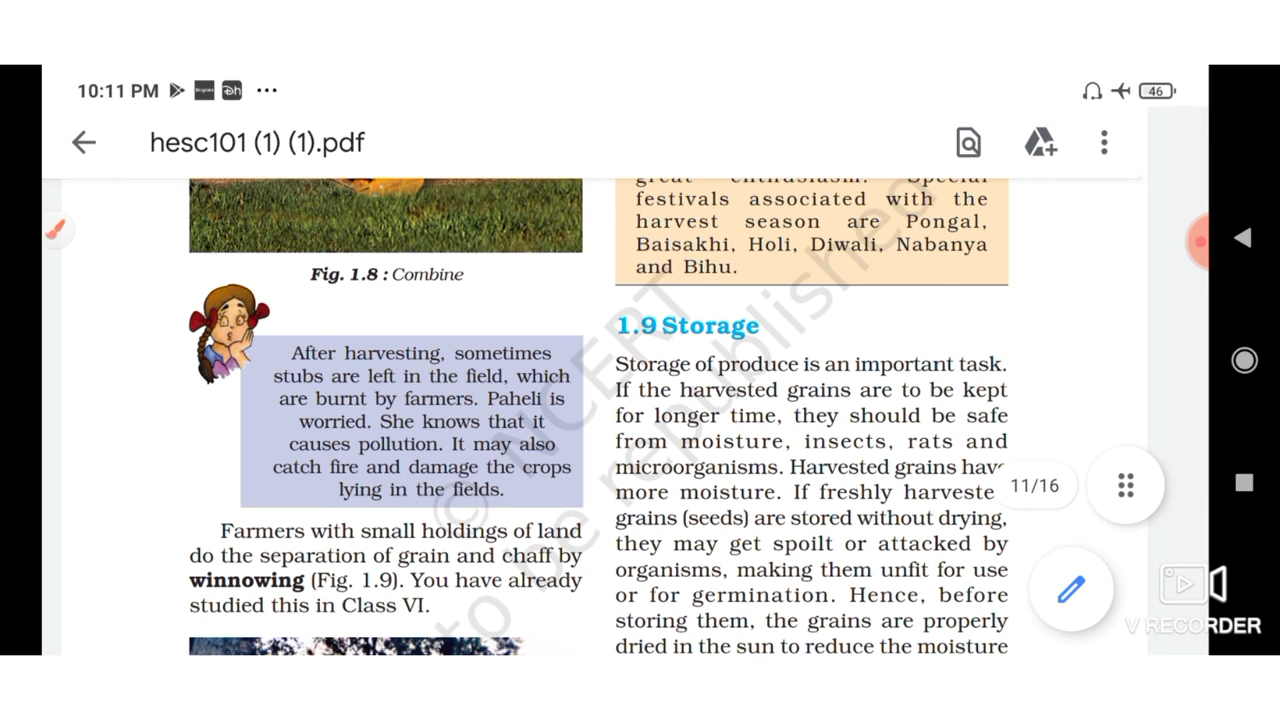 10:11 PM
46
hesc101 (1) (1).pdf
great enthusiasm. Special
festivals associated with the
harvest season are Pongal,
Baisakhi, Holi, Diwali, Nabanya
and Bihu.
Fig. 1.8 : Combine
After harvesting, sometimes
stubs are left in the field, which
are burnt by farmers. Paheli is
worried. She knows that it
causes pollution. It may also
catch fire and damage the crops
lying in the fields.
Farmers with small holdings of land
do the separation of grain and chaff by
winnowing (Fig. 1.9). You have already
studied this in Class VI.
1.9 Storage
Storage of produce is an important task.
If the harvested grains are to be kept
for longer time, they should be safe
from moisture, insects, rats and
microorganisms. Harvested grains have
more moisture. If freshly harveste
grains (seeds) are stored without drying,
they may get spoilt or attacked by
organisms, making them unfit for use
or for germination. Hence, before
storing them, the grains are properly
dried in the sun to reduce the moisture
11/16
© NCERT
to be republished
V RECORDER